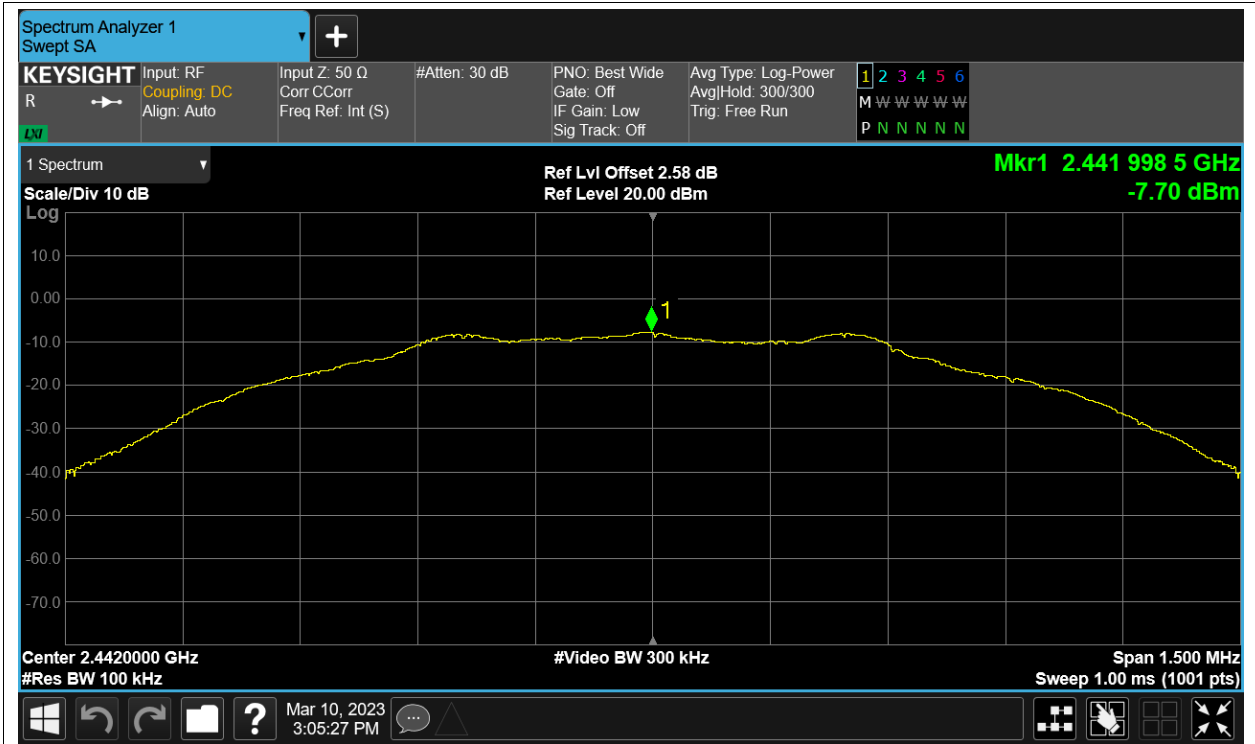 Spectrum Analyzer 1
Swept SA
KEYSIGHT
R
LXI
Input: RF
Coupling: DC
Align: Auto
Input Z: 50 Ω
Corr CCorr
Freq Ref: Int (S)
#Atten: 30 dB
PNO: Best Wide
Gate: Off
IF Gain: Low
Sig Track: Off
Avg Type: Log-Power
Avg|Hold: 300/300
Trig: Free Run
1 2 3 4 5 6
M W W W W W
P N N N N N
1 Spectrum
Scale/Div 10 dB
Log
Ref Lvl Offset 2.58 dB
Ref Level 20.00 dBm
Mkr1 2.441 998 5 GHz
-7.70 dBm
10.0
0.00
1
-10.0
-20.0
-30.0
-40.0
-50.0
-60.0
-70.0
Center 2.4420000 GHz
#Res BW 100 kHz
#Video BW 300 kHz
Span 1.500 MHz
Sweep 1.00 ms (1001 pts)
?
Mar 10, 2023
3:05:27 PM